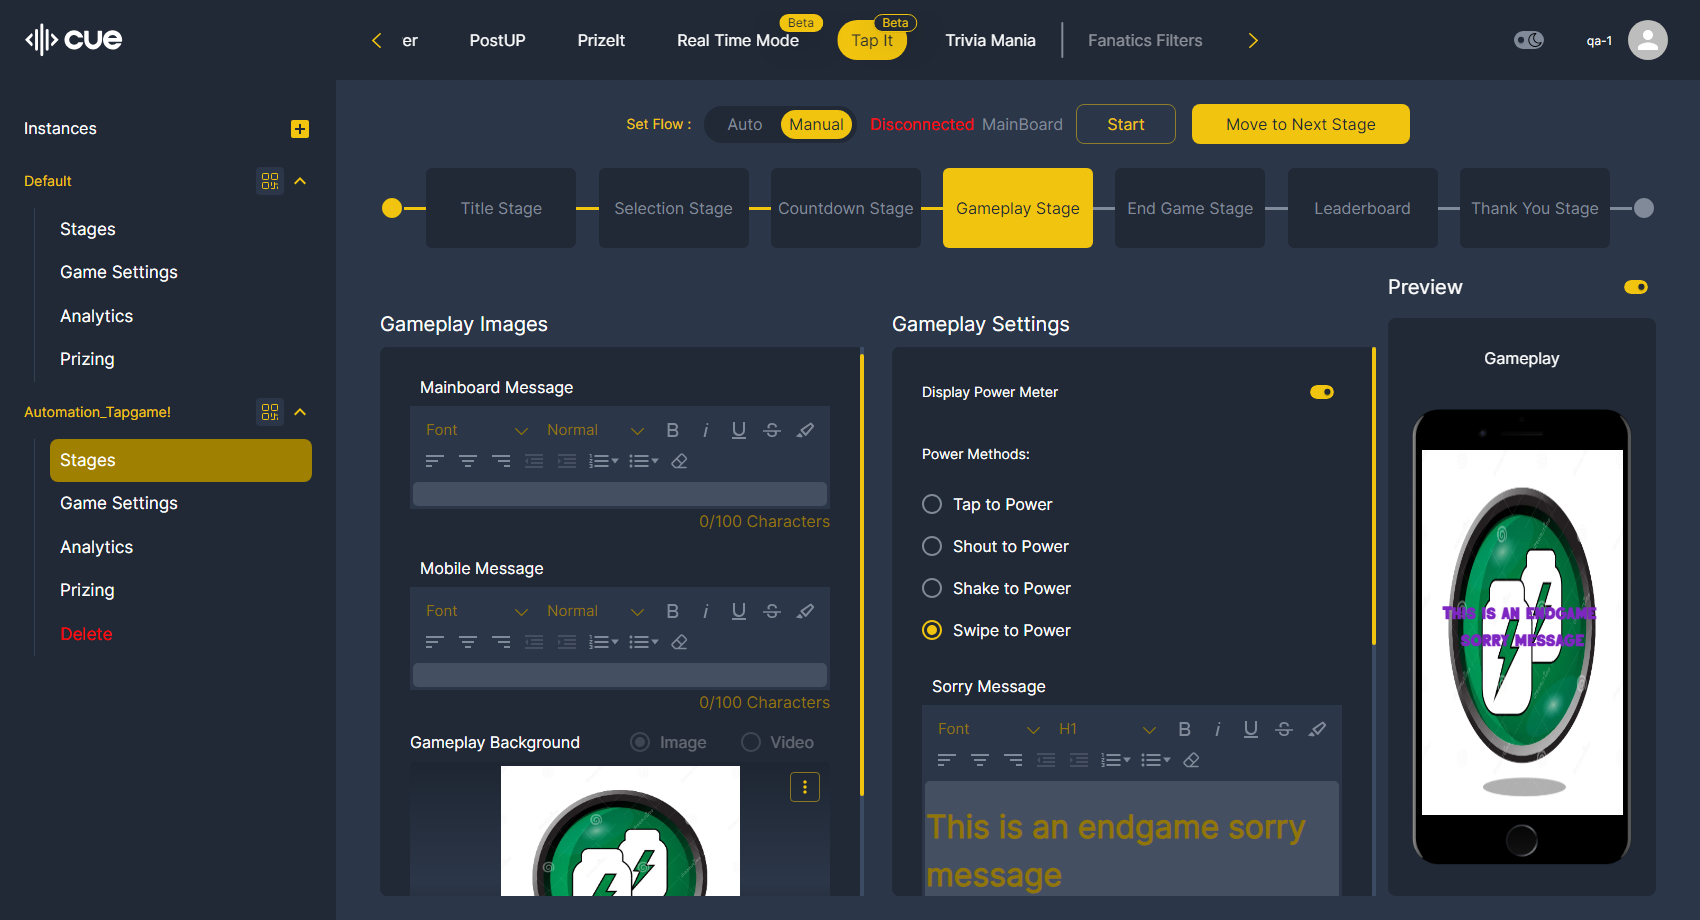 cue
er
PostUP
PrizeIt
Real Time Mode
Beta
Tap It
Beta
Trivia Mania
Fanatics Filters
qa-1
Instances
Default
Stages
Game Settings
Analytics
Prizing
Automation_Tapgame!
Stages
Game Settings
Analytics
Prizing
Delete
Set Flow :
Auto
Manual
Disconnected MainBoard
Start
Move to Next Stage
Title Stage
Selection Stage
Countdown Stage
Gameplay Stage
End Game Stage
Leaderboard
Thank You Stage
Gameplay Images
Mainboard Message
Font
Normal
B
i
U
S
0/100 Characters
Mobile Message
Font
Normal
B
i
U
S
0/100 Characters
Gameplay Background
Image
Video
Gameplay Settings
Display Power Meter
Power Methods:
Tap to Power
Shout to Power
Shake to Power
Swipe to Power
Sorry Message
Font
H1
B
i
U
S
This is an endgame sorry
message
Preview
Gameplay
THIS IS AN ENDGAME
SORRY MESSAGE